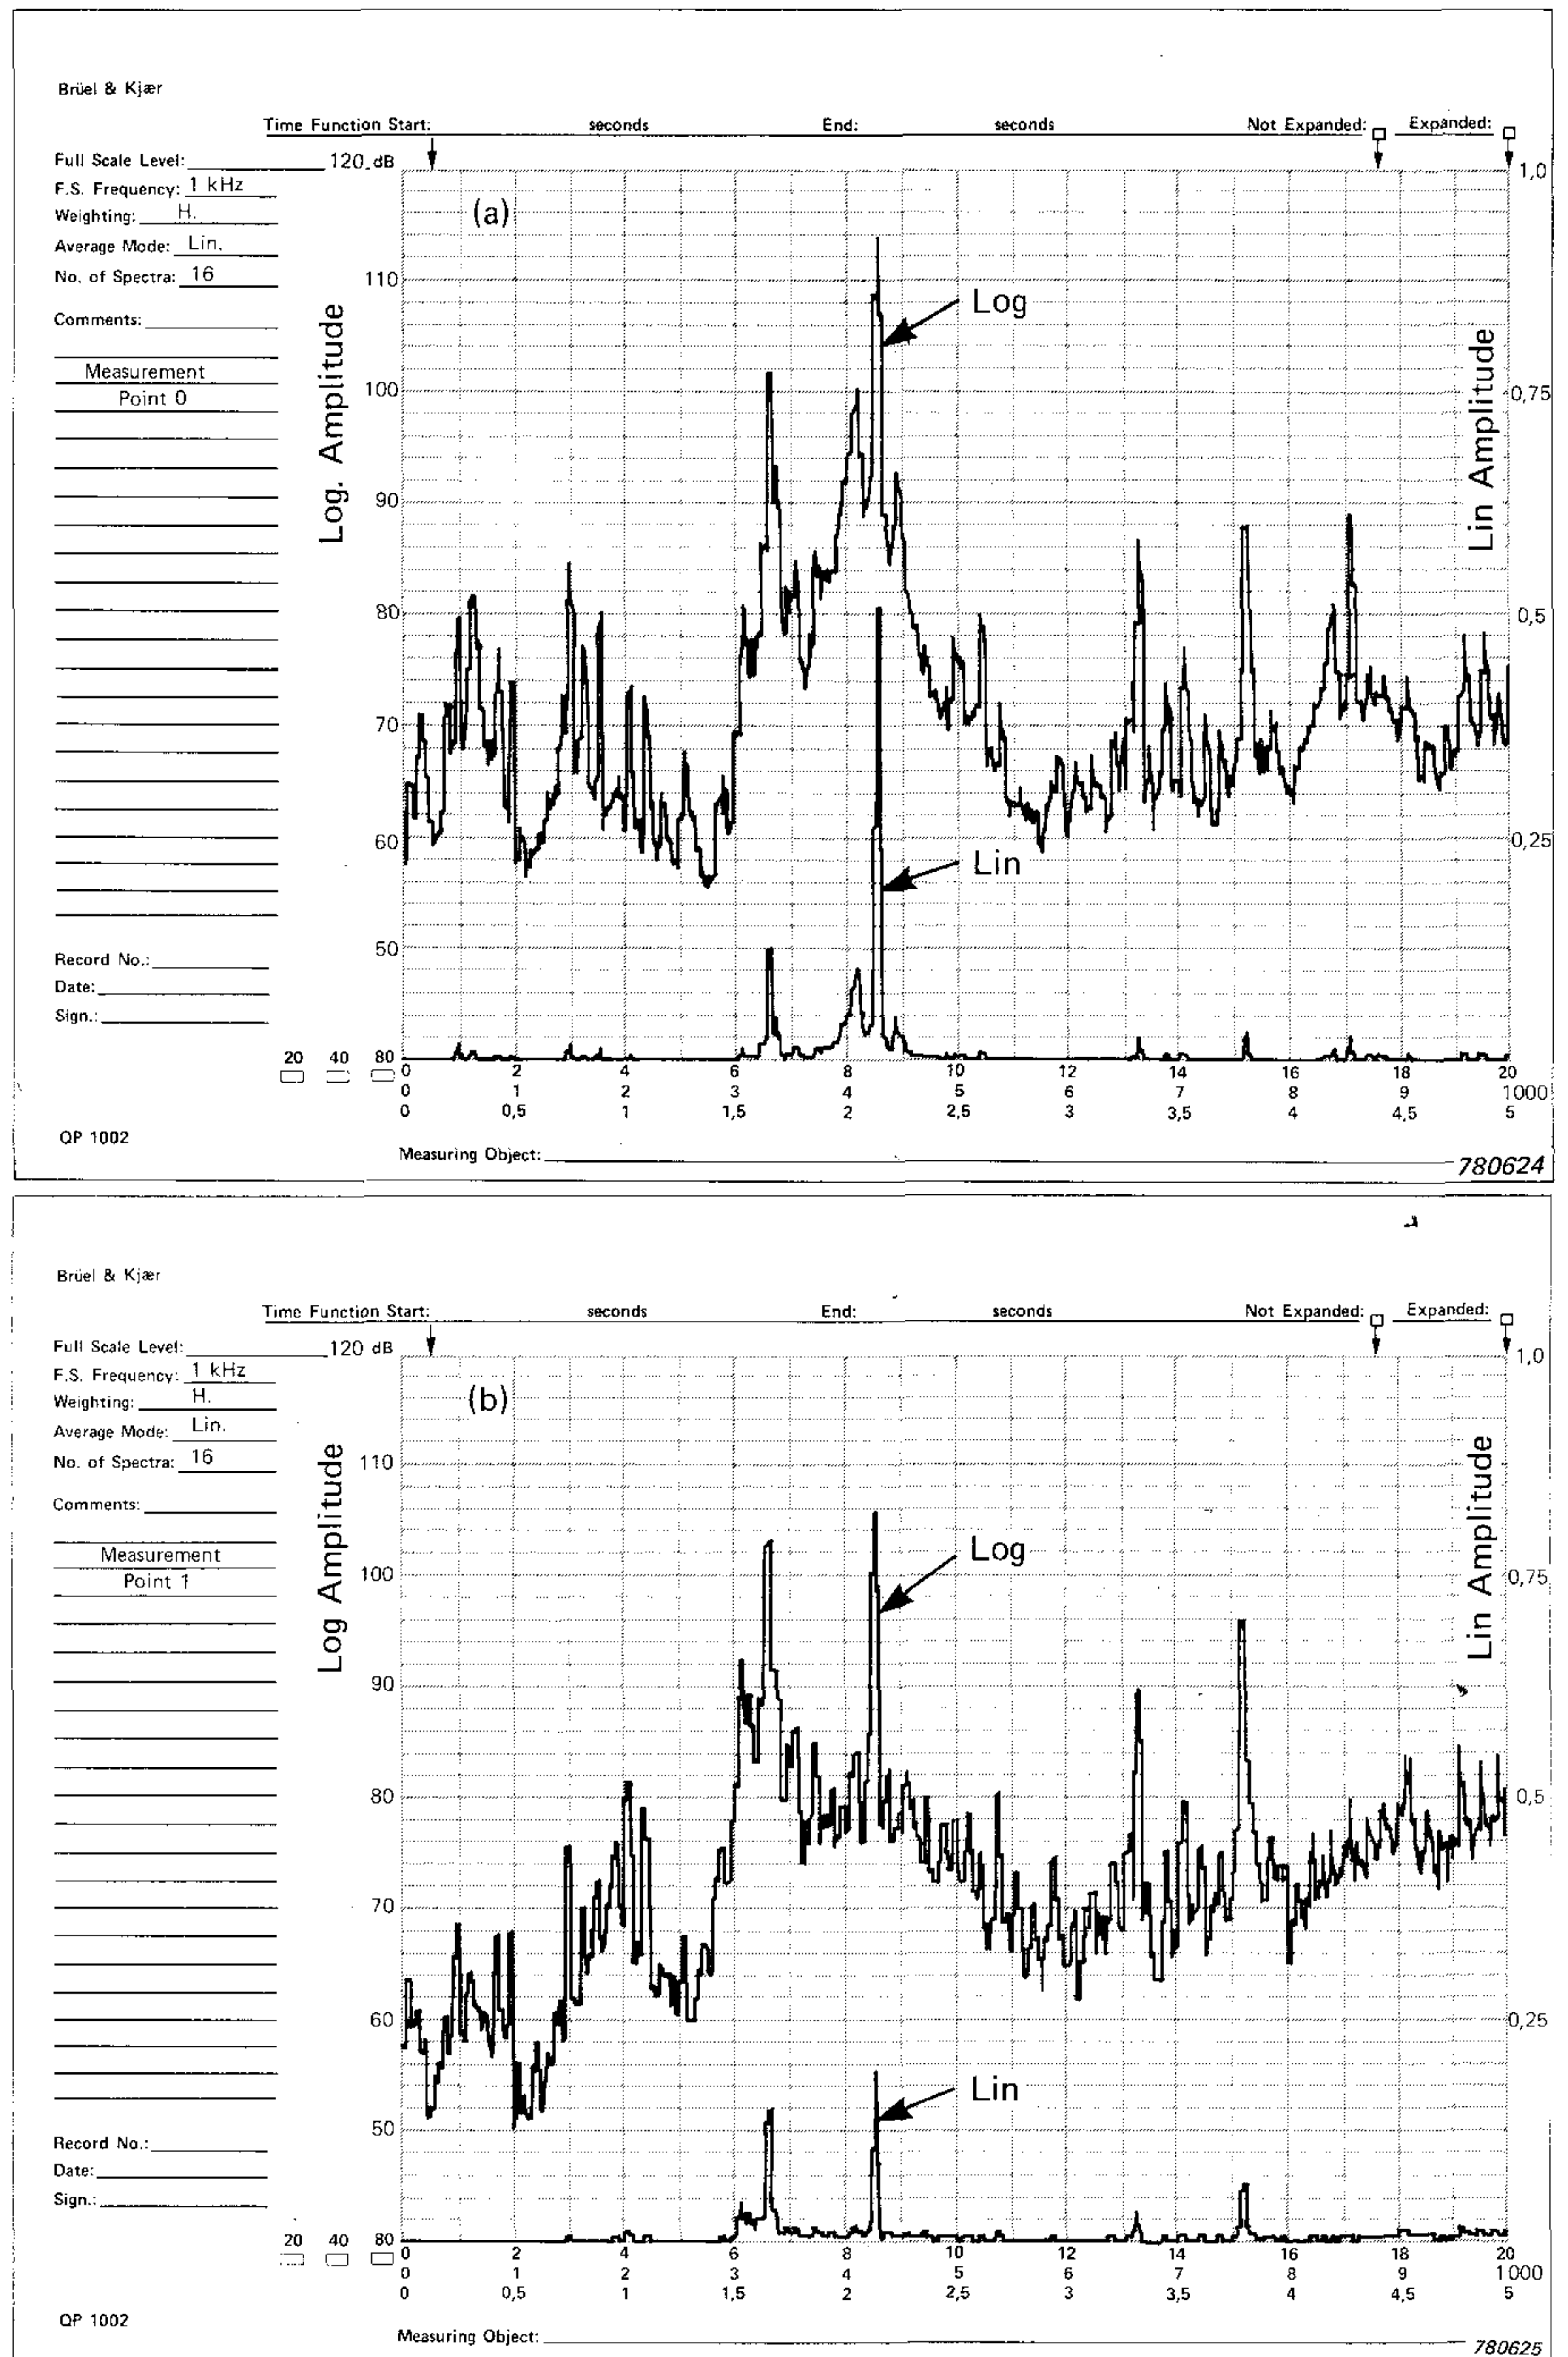 Brüel & Kjær
Time Function Start: seconds End: seconds Not Expanded: Expanded:
Full Scale Level: 120 dB
F.S. Frequency: 1 kHz
Weighting: H.
Average Mode: Lin.
No. of Spectra: 16
Comments:
Measurement
Point 0
Record No.:
Date:
Sign.:
QP 1002
(a)
Log. Amplitude
110
100
90
80
70
60
50
Log
Lin
Lin Amplitude
1,0
0,75
0,5
0,25
20 40 80
2 4 6 8 10 12 14 16 18 20
0 1 2 3 4 5 6 7 8 9 1000
0 0,5 1 1,5 2 2,5 3 3,5 4 4,5 5
Measuring Object:
780624
Brüel & Kjær
Time Function Start: seconds End: seconds Not Expanded: Expanded:
Full Scale Level: 120 dB
F.S. Frequency: 1 kHz
Weighting: H.
Average Mode: Lin.
No. of Spectra: 16
Comments:
Measurement
Point 1
Record No.:
Date:
Sign.:
QP 1002
(b)
Log Amplitude
110
100
90
80
70
60
50
Log
Lin
Lin Amplitude
1,0
0,75
0,5
0,25
20 40 80
0 2 4 6 8 10 12 14 16 18 20
0 1 2 3 4 5 6 7 8 9 1000
0 0,5 1 1,5 2 2,5 3 3,5 4 4,5 5
Measuring Object:
780625